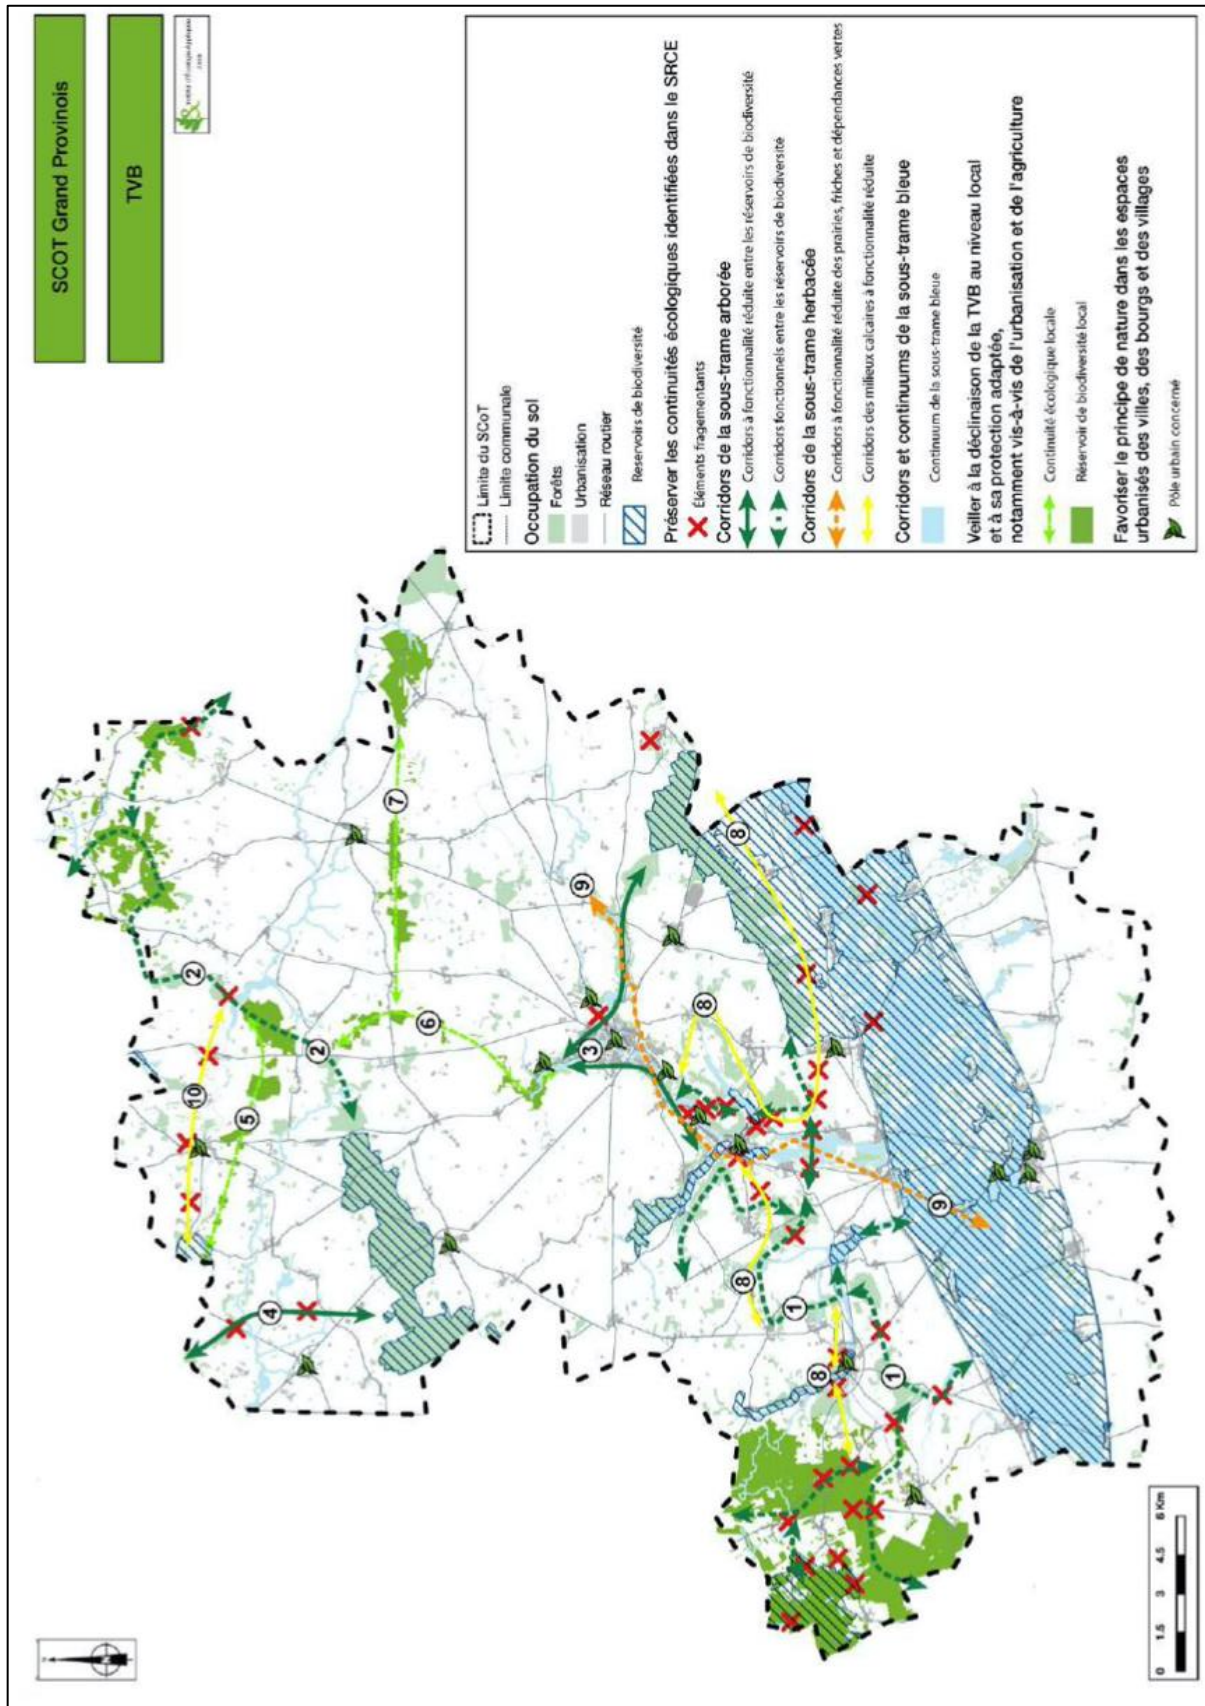 SCOT Grand Provinois
TVB
Limite du SCoT
Limite communale
Occupation du sol
Forêts
Urbanisation
Réseau routier
Reservoirs de biodiversité
Préserver les continuités écologiques identifiées dans le SRCE
Éléments fragementants
Corridors de la sous-trame arborée
Corridors à fonctionnalité réduite entre les réservoirs de biodiversité
Corridors fonctionnels entre les réservoirs de biodiversité
Corridors de la sous-trame herbacée
Corridors à fonctionnalité réduite des prairies, friches et dépendances vertes
Corridors des milieux calcaires à fonctionnalité réduite
Corridors et continuums de la sous-trame bleue
Continuum de la sous-trame bleue
Veiller à la déclinaison de la TVB au niveau local
et à sa protection adaptée,
notamment vis-à-vis de l'urbanisation et de l'agriculture
Continuité écologique locale
Réservoir de biodiversité local
Favoriser le principe de nature dans les espaces
urbanisés des villes, des bourgs et des villages
Pôle urbain concerné
4
10
5
2
2
7
6
3
9
8
8
8
1
8
1
9
N
0 1.5 3 4.5 6 Km